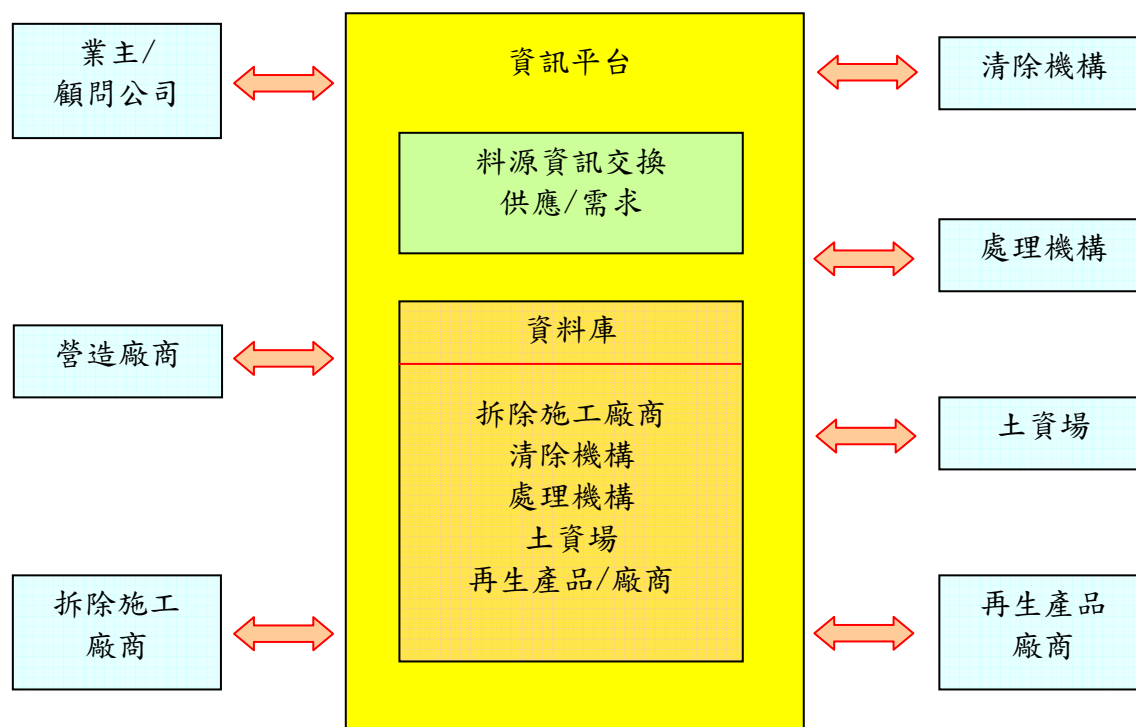 業主/
顧問公司
營造廠商
拆除施工
廠商
資訊平台
料源資訊交換
供應/需求
資料庫
拆除施工廠商
清除機構
處理機構
土資場
再生產品/廠商
清除機構
處理機構
土資場
再生產品
廠商